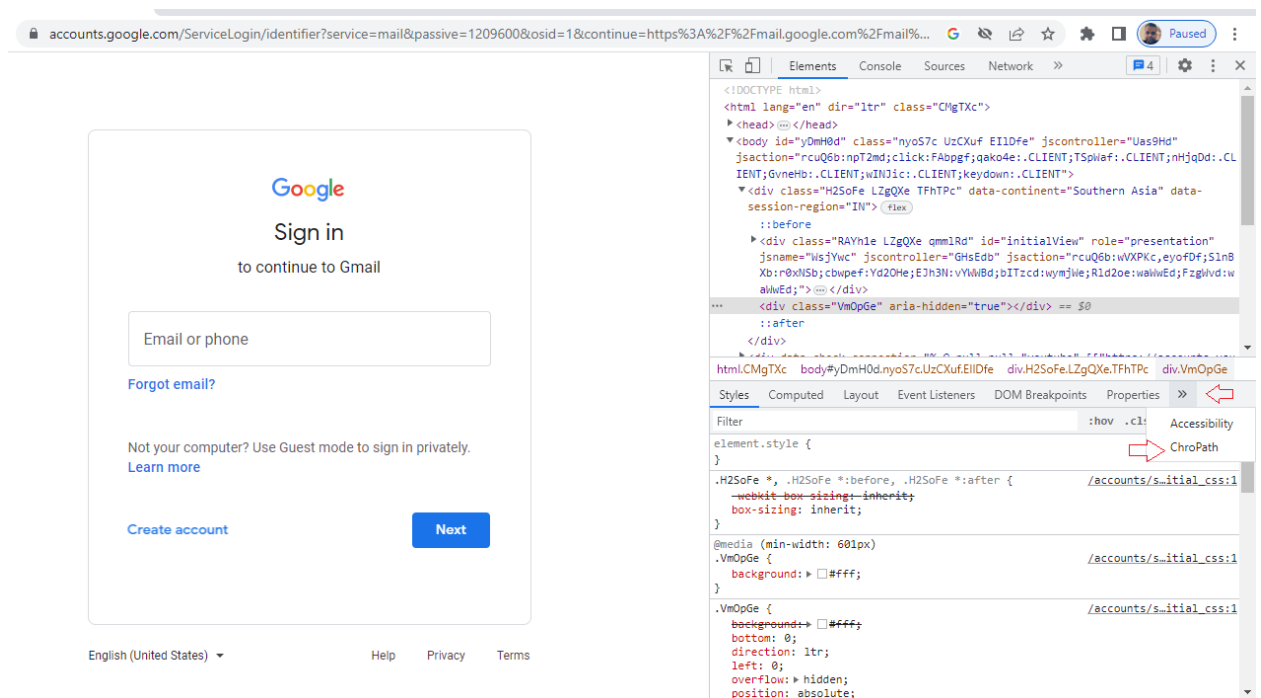 accounts.google.com/ServiceLogin/identifier?service=mail&passive=1209600&osid=1&continue=https%3A%2F%2Fmail.google.com%2Fmail%... G Paused
Google
Sign in
to continue to Gmail
Email or phone
Forgot email?
Not your computer? Use Guest mode to sign in privately.
Learn more
Create account Next
English (United States) Help Privacy Terms
Elements Console Sources Network » 4
<!DOCTYPE html>
<html lang="en" dir="ltr" class="CMgTXc">
<head> ... </head>
<body id="yDmH0d" class="nyoS7c UzCXuf EIlDfe" jscontroller="Uas9Hd"
jsaction="rcuQ6b:npT2md;click:FAbpgf;qako4e:.CLIENT;TSpWaf:.CLIENT;nHjqDd:.CL
IENT;GvneHb:.CLIENT;wINJic:.CLIENT;keydown:.CLIENT">
<div class="H2SoFe LZgQXe TFhTPc" data-continent="Southern Asia" data-
session-region="IN"> flex
::before
<div class="RAYh1e LZgQXe qmmlRd" id="initialView" role="presentation"
jsname="WsjYwc" jscontroller="GHsEdb" jsaction="rcuQ6b:wVXPKc,eyofDf;SlnB
Xb:r0xNSb;cbwpef:Yd2OHe;EJh3N:vYWWBd;bITzcd:wymjWe;Rld2oe:waWwEd;FzgWvd:w
aWwEd;"> ... </div>
... <div class="VmOpGe" aria-hidden="true"></div> == $0
::after
</div>
html.CMgTXc body#yDmH0d.nyoS7c.UzCXuf.EIlDfe div.H2SoFe.LZgQXe.TFhTPc div.VmOpGe
Styles Computed Layout Event Listeners DOM Breakpoints Properties »
Accessibility
ChroPath
Filter :hov .cls
element.style {
}
.H2SoFe *, .H2SoFe *:before, .H2SoFe *:after { /accounts/s…itial_css:1
-webkit-box-sizing: inherit;
box-sizing: inherit;
}
@media (min-width: 601px)
.VmOpGe { /accounts/s…itial_css:1
background: #fff;
}
.VmOpGe { /accounts/s…itial_css:1
background: #fff;
bottom: 0;
direction: ltr;
left: 0;
overflow: hidden;
position: absolute;